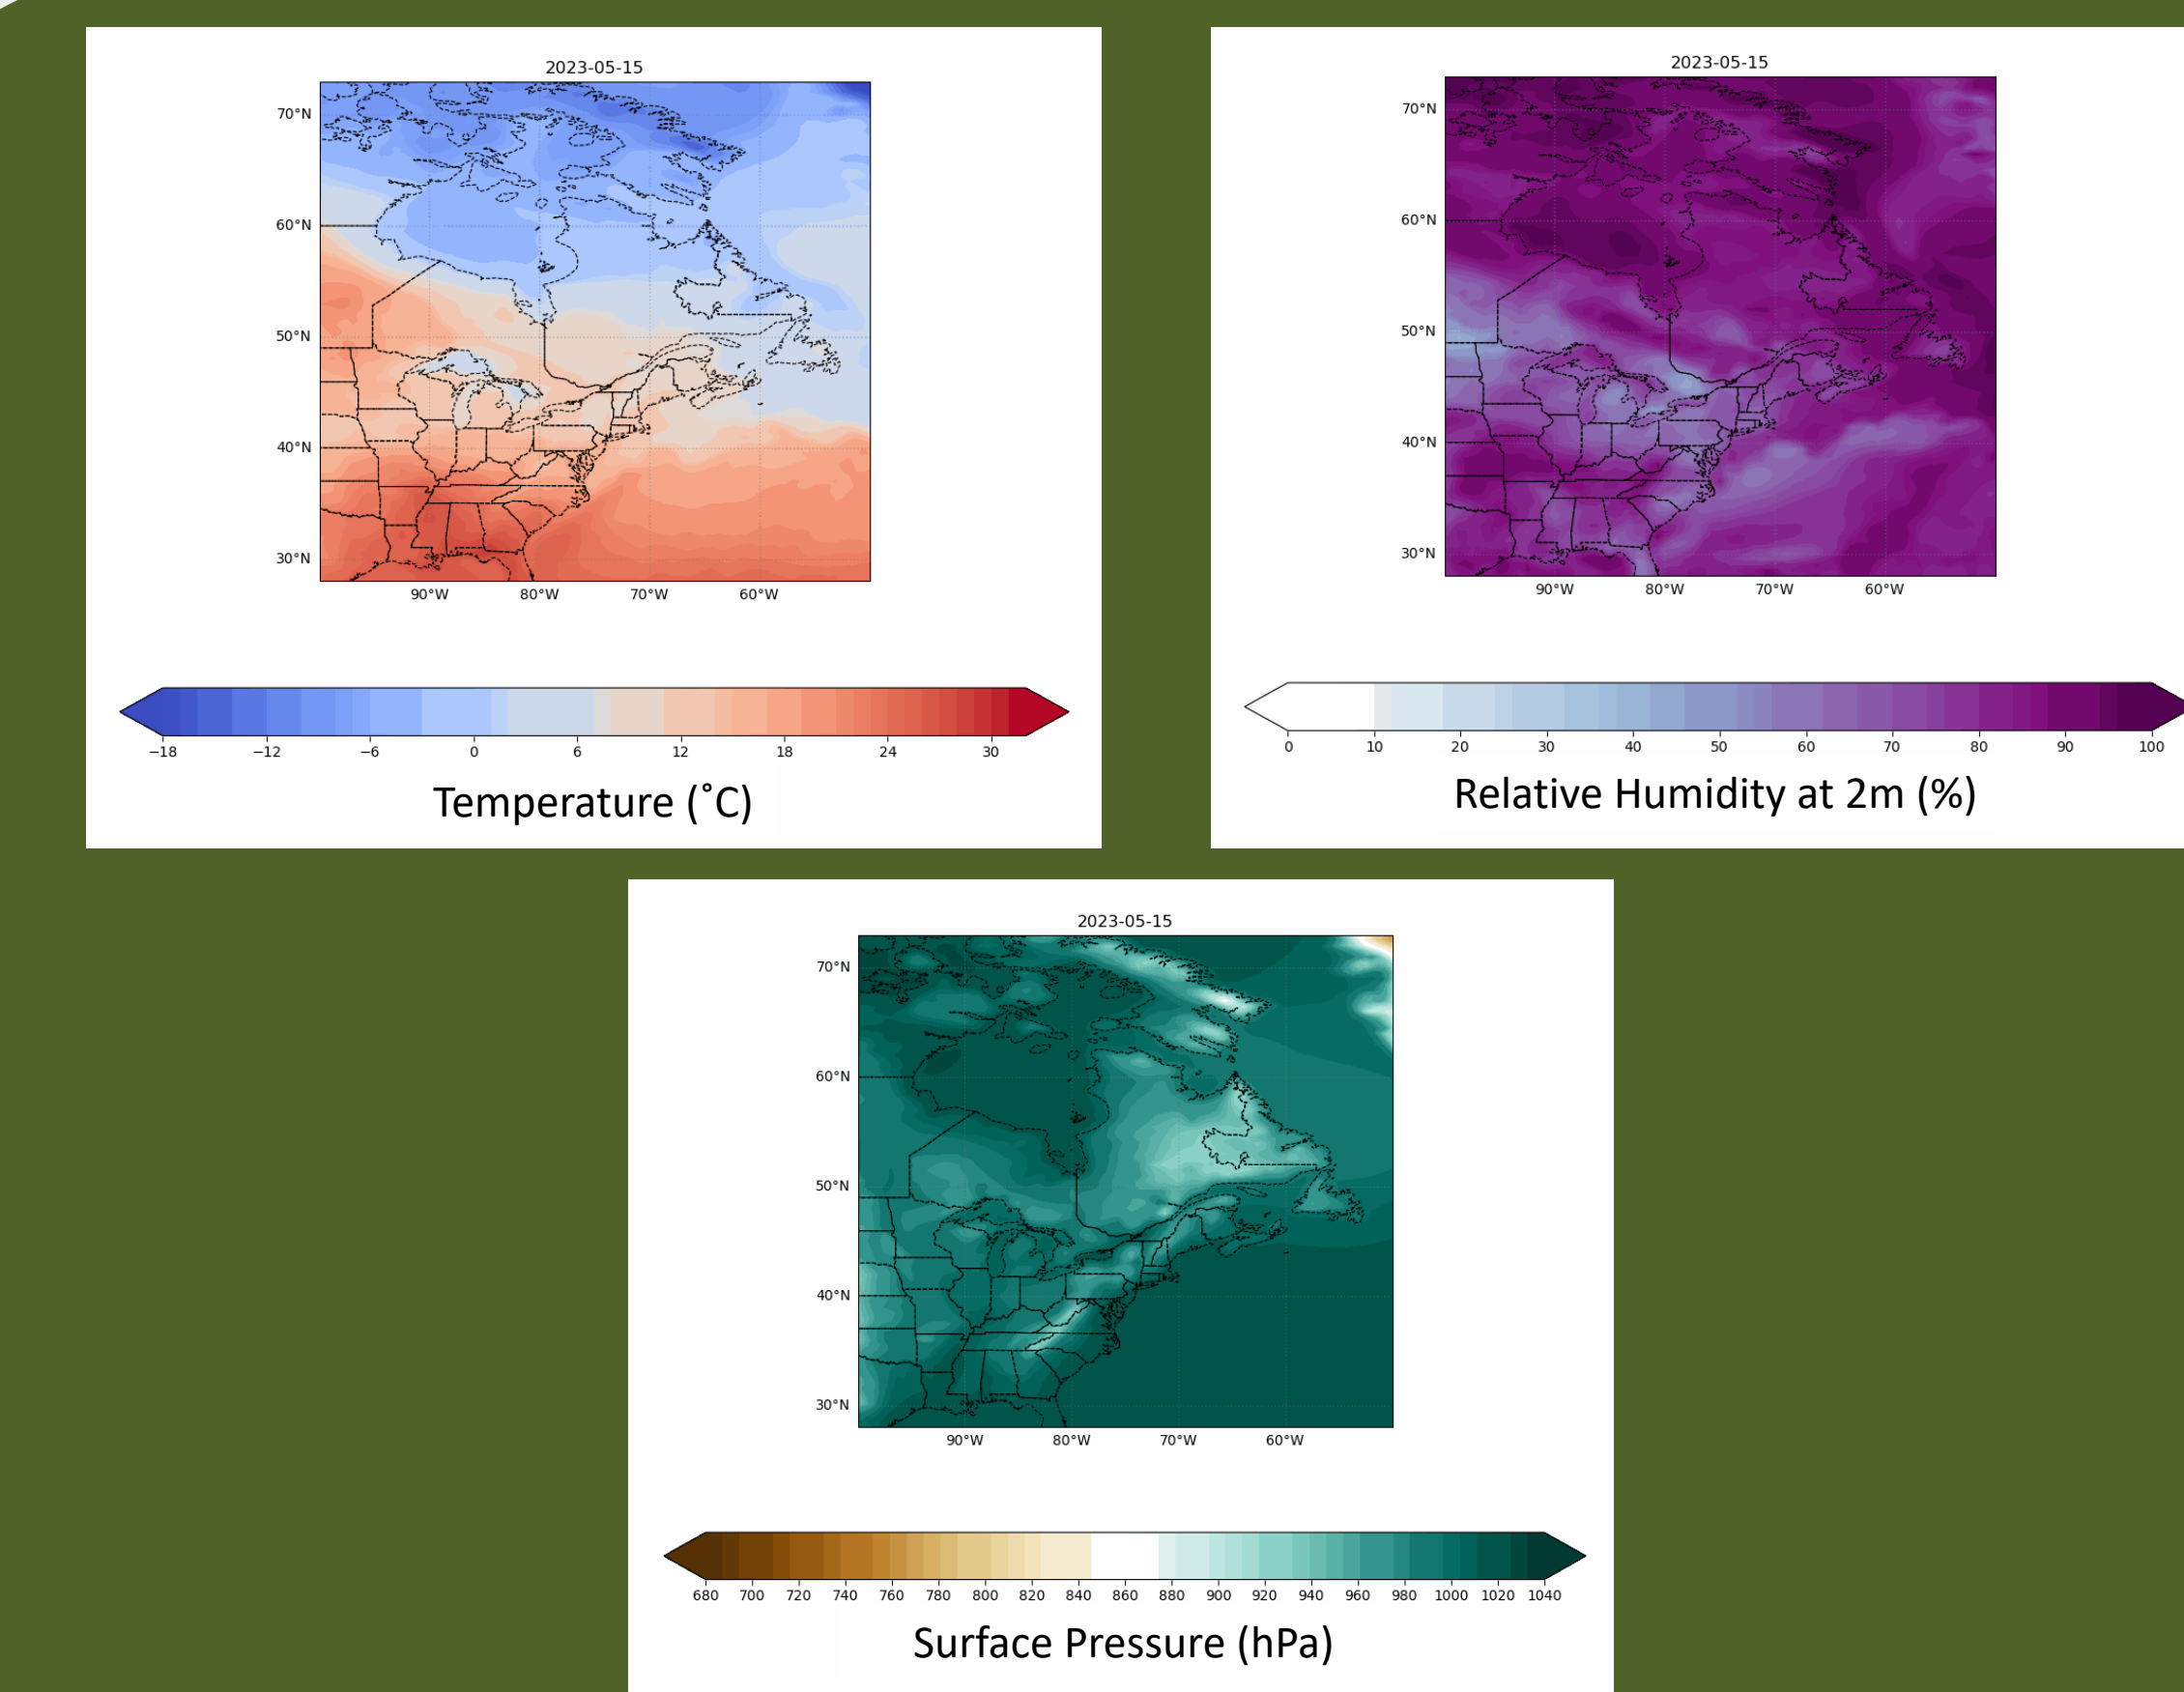 2023-05-15
70°N
60°N
50°N
40°N
30°N
90°W 80°W 70°W 60°W
−18 −12 −6 0 6 12 18 24 30
Temperature (˚C)
2023-05-15
70°N
60°N
50°N
40°N
30°N
90°W 80°W 70°W 60°W
0 10 20 30 40 50 60 70 80 90 100
Relative Humidity at 2m (%)
2023-05-15
70°N
60°N
50°N
40°N
30°N
90°W 80°W 70°W 60°W
680 700 720 740 760 780 800 820 840 860 880 900 920 940 960 980 1000 1020 1040
Surface Pressure (hPa)